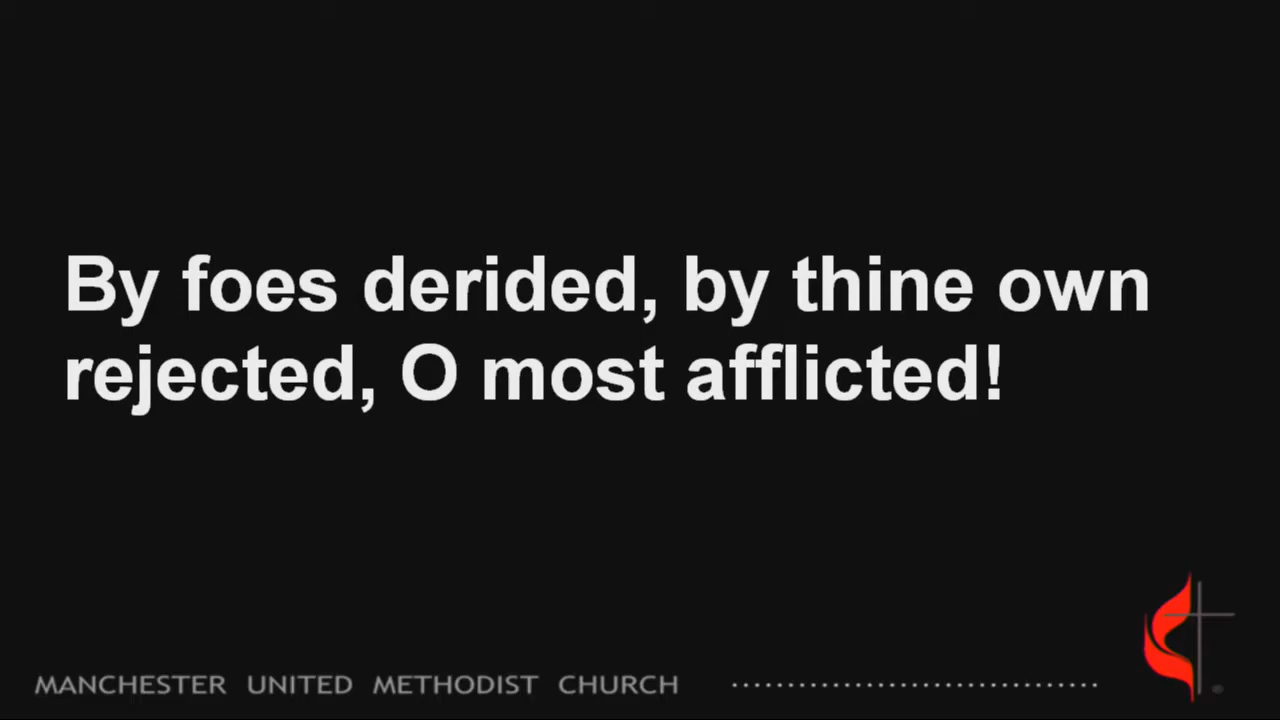 By foes derided, by thine own
rejected, O most afflicted!
MANCHESTER UNITED METHODIST CHURCH